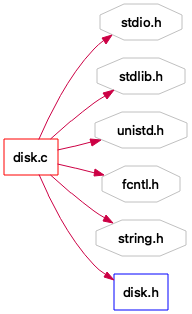 stdio.h
stdlib.h
unistd.h
disk.c
fcntl.h
string.h
disk.h